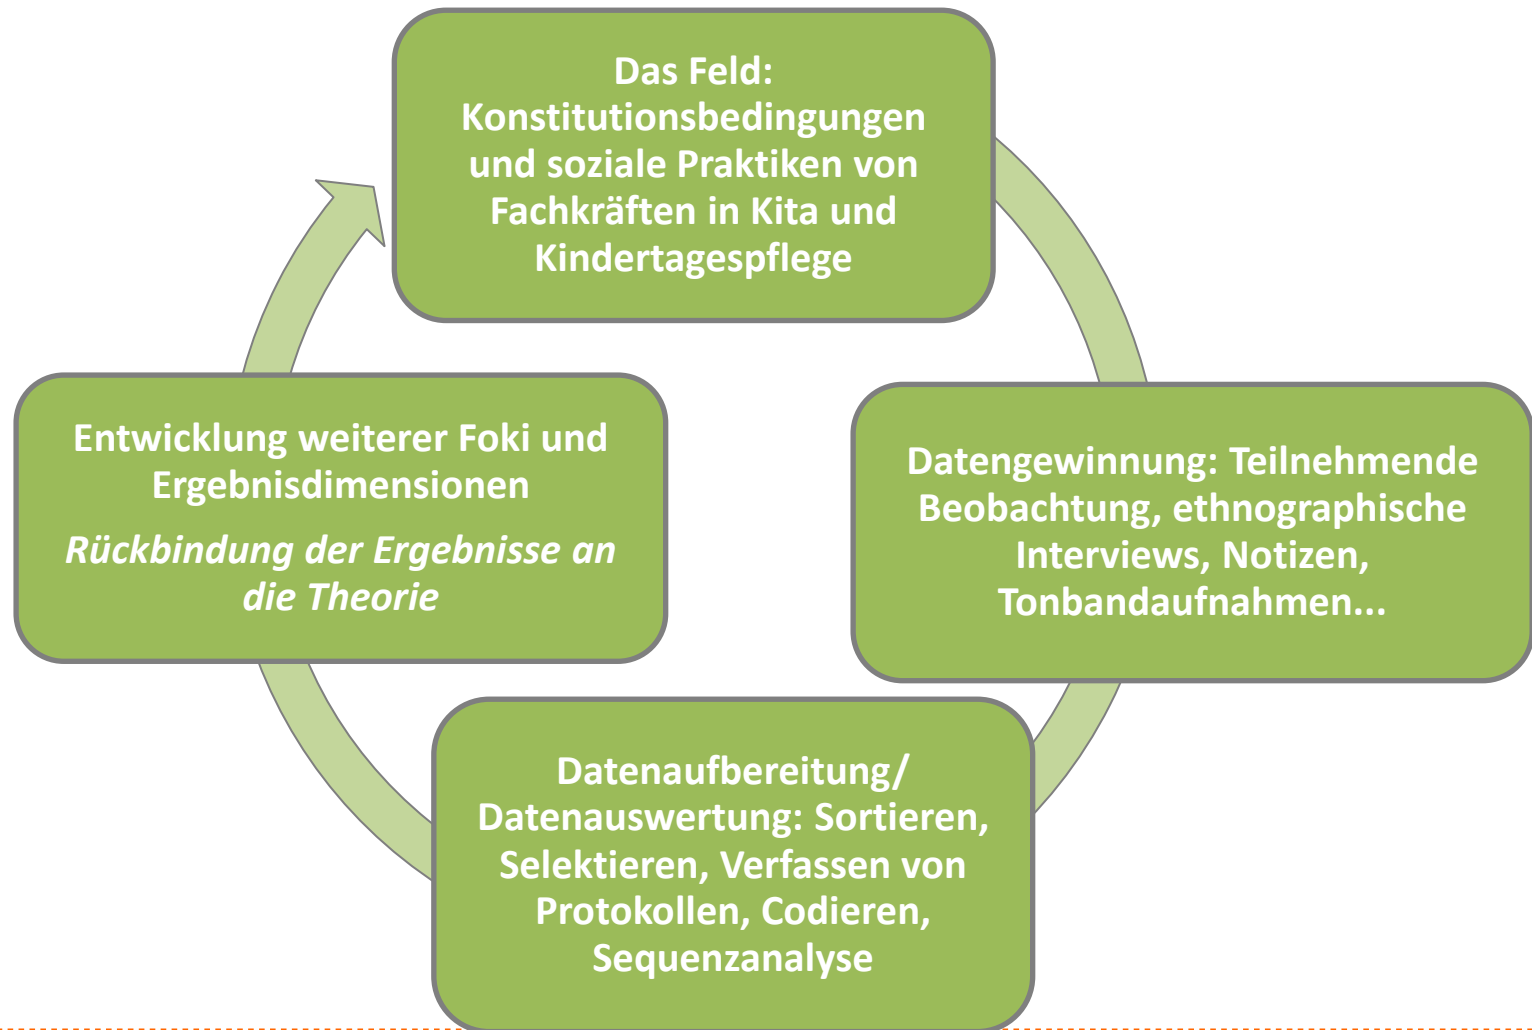 Das Feld:
Konstitutionsbedingungen
und soziale Praktiken von
Fachkräften in Kita und
Kindertagespflege
Entwicklung weiterer Foki und
Ergebnisdimensionen
Rückbindung der Ergebnisse an
die Theorie
Datengewinnung: Teilnehmende
Beobachtung, ethnographische
Interviews, Notizen,
Tonbandaufnahmen...
Datenaufbereitung/
Datenauswertung: Sortieren,
Selektieren, Verfassen von
Protokollen, Codieren,
Sequenzanalyse